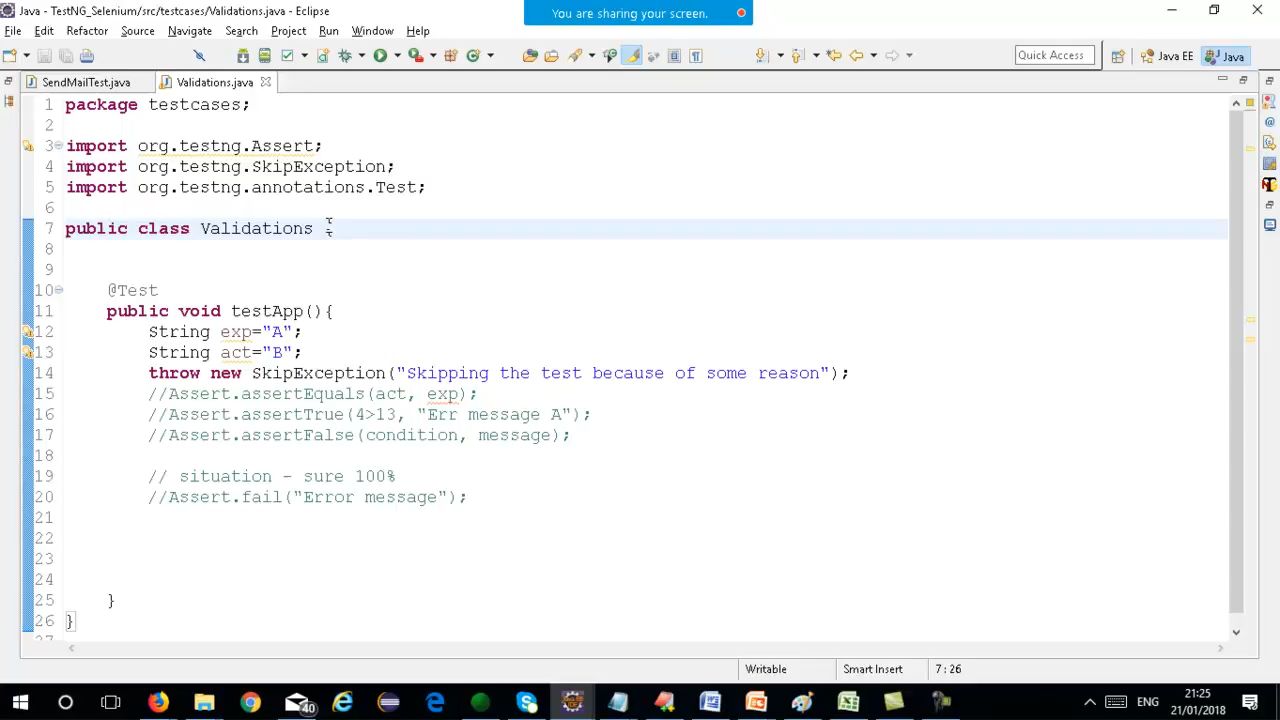 Java - TestNG_Selenium/src/testcases/Validations.java - Eclipse
You are sharing your screen.
File Edit Refactor Source Navigate Search Project Run Window Help
Quick Access
Java EE
Java
SendMailTest.java
Validations.java
1 package testcases;
2
3 import org.testng.Assert;
4 import org.testng.SkipException;
5 import org.testng.annotations.Test;
6
7 public class Validations
8
9
10 @Test
11 public void testApp(){
12 String exp="A";
13 String act="B";
14 throw new SkipException("Skipping the test because of some reason");
15 //Assert.assertEquals(act, exp);
16 //Assert.assertTrue(4>13, "Err message A");
17 //Assert.assertFalse(condition, message);
18
19 // situation - sure 100%
20 //Assert.fail("Error message");
21
22
23
24
25 }
26 }
Writable Smart Insert 7 : 26
40
ENG
21:25
21/01/2018